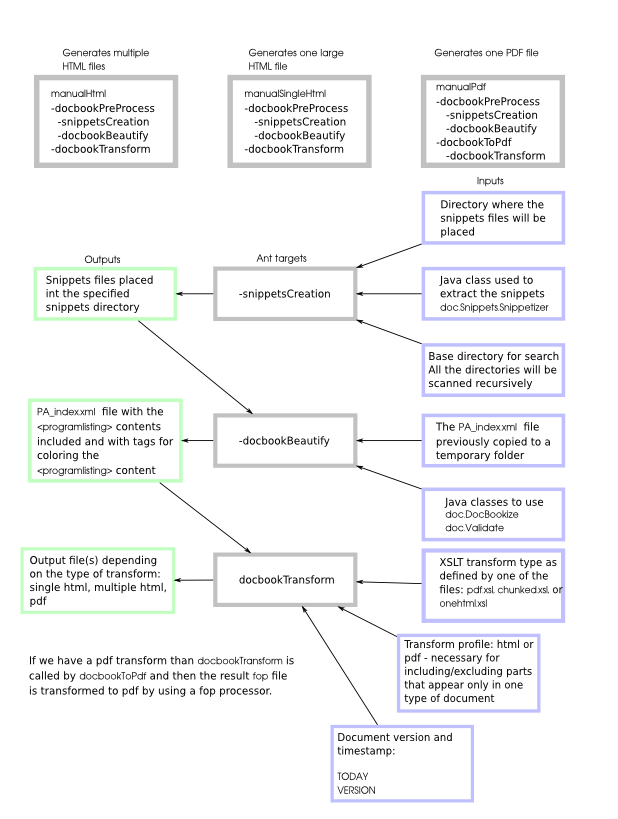 Generates multiple
HTML files
manualHtml
-docbookPreProcess
-snippetsCreation
-docbookBeautify
-docbookTransform
Generates one large
HTML file
manualSingleHtml
-docbookPreProcess
-snippetsCreation
-docbookBeautify
-docbookTransform
Generates one PDF file
manualPdf
-docbookPreProcess
-snippetsCreation
-docbookBeautify
-docbookToPdf
-docbookTransform
Outputs
Ant targets
Inputs
Directory where the
snippets files will be
placed
Snippets files placed
int the specified
snippets directory
-snippetsCreation
Java class used to
extract the snippets
doc.Snippets.Snippetizer
Base directory for search
All the directories will be
scanned recursively
PA_index.xml file with the
<programlisting> contents
included and with tags for
coloring the
<programlisting> content
-docbookBeautify
The PA_index.xml file
previously copied to a
temporary folder
Java classes to use
doc.DocBookize
doc.Validate
Output file(s) depending
on the type of transform:
single html, multiple html,
pdf
docbookTransform
XSLT transform type as
defined by one of the
files: pdf.xsl, chunked.xsl, or
onehtml.xsl
Transform profile: html or
pdf - necessary for
including/excluding parts
that appear only in one
type of document
If we have a pdf transform than docbookTransform is
called by docbookToPdf and then the result fop file
is transformed to pdf by using a fop processor.
Document version and
timestamp:
TODAY
VERSION